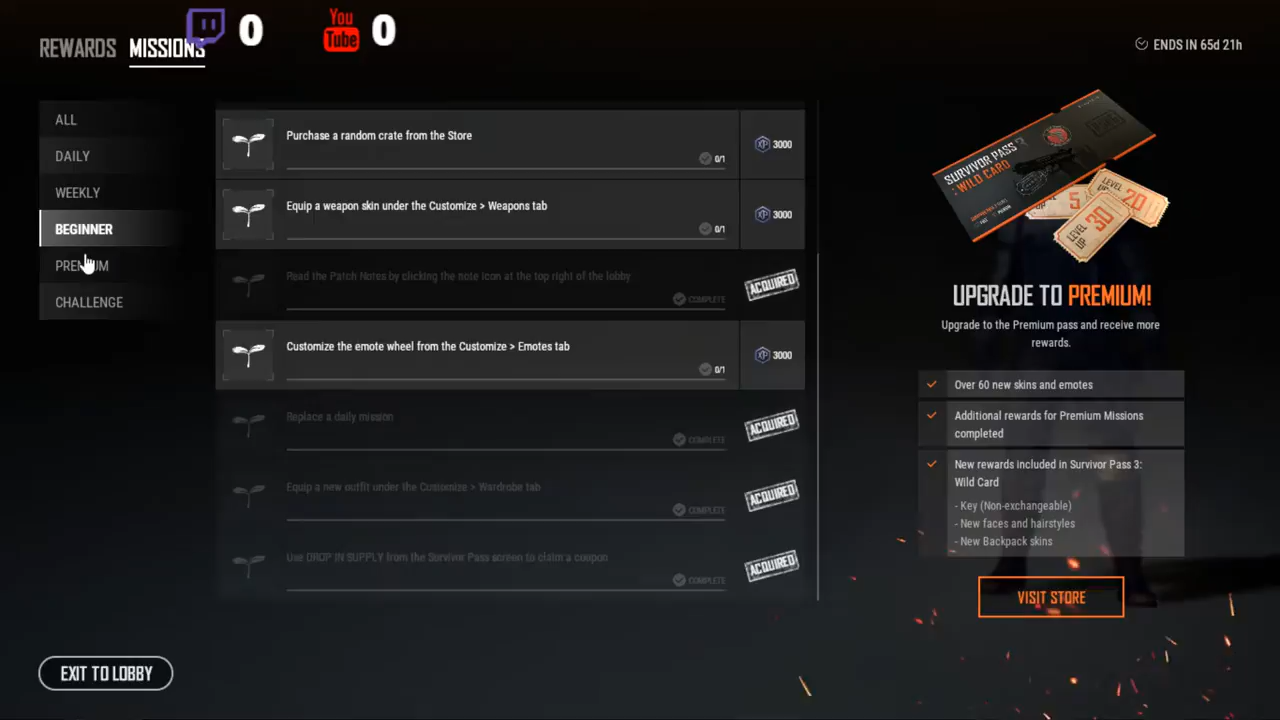 REWARDS
MISSIONS
0
You
Tube
0
ENDS IN 65d 21h
ALL
DAILY
WEEKLY
BEGINNER
PREMIUM
CHALLENGE
Purchase a random crate from the Store
0/1
XP 3000
Equip a weapon skin under the Customize > Weapons tab
0/1
XP 3000
Read the Patch Notes by clicking the note icon at the top right of the lobby
COMPLETE
ACQUIRED
Customize the emote wheel from the Customize > Emotes tab
0/1
XP 3000
Replace a daily mission
COMPLETE
ACQUIRED
Equip a new outfit under the Customize > Wardrobe tab
COMPLETE
ACQUIRED
Use DROP IN SUPPLY from the Survivor Pass screen to claim a coupon
COMPLETE
ACQUIRED
SURVIVOR PASS 3
: WILD CARD
LEVEL UP 5
LEVEL UP 20
LEVEL UP 30
UPGRADE TO PREMIUM!
Upgrade to the Premium pass and receive more
rewards.
Over 60 new skins and emotes
Additional rewards for Premium Missions
completed
New rewards included in Survivor Pass 3:
Wild Card
- Key (Non-exchangeable)
- New faces and hairstyles
- New Backpack skins
VISIT STORE
EXIT TO LOBBY